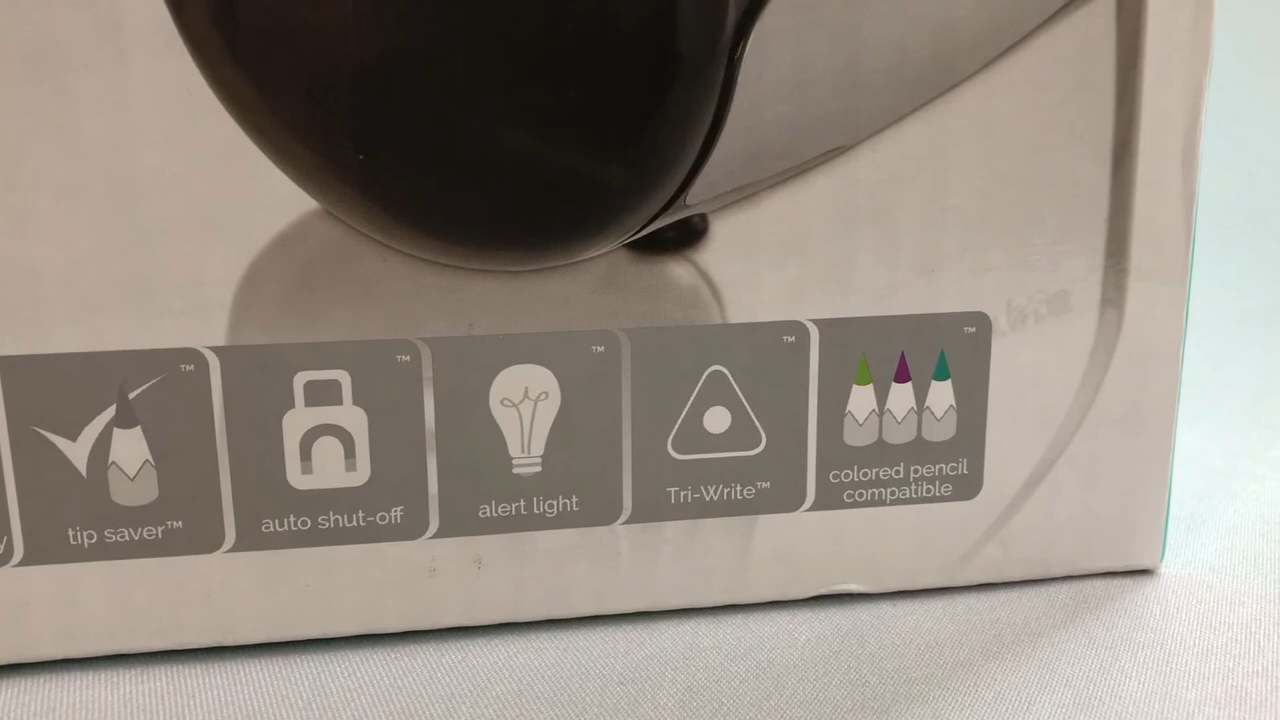 y
tip saver™
auto shut-off
alert light
Tri-Write™
colored pencil
compatible
™
™
™
™
™